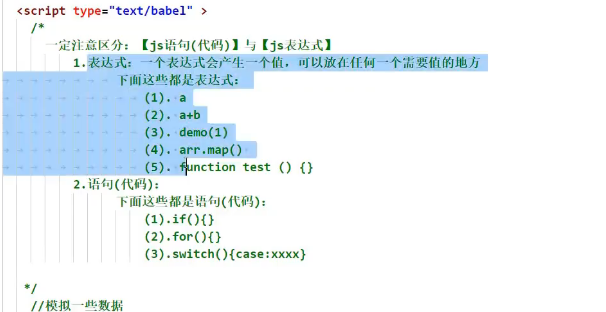 <script type="text/babel" >
/*
一定注意区分:【js语句(代码)】与【js表达式】
1.表达式: 一个表达式会产生一个值, 可以放在任何一个需要值的地方
下面这些都是表达式:
(1). a
(2). a+b
(3). demo(1)
(4). arr.map()
(5). function test () {}
2.语句(代码):
下面这些都是语句(代码):
(1).if(){}
(2).for(){}
(3).switch(){case:xxxx}
*/
//模拟一些数据